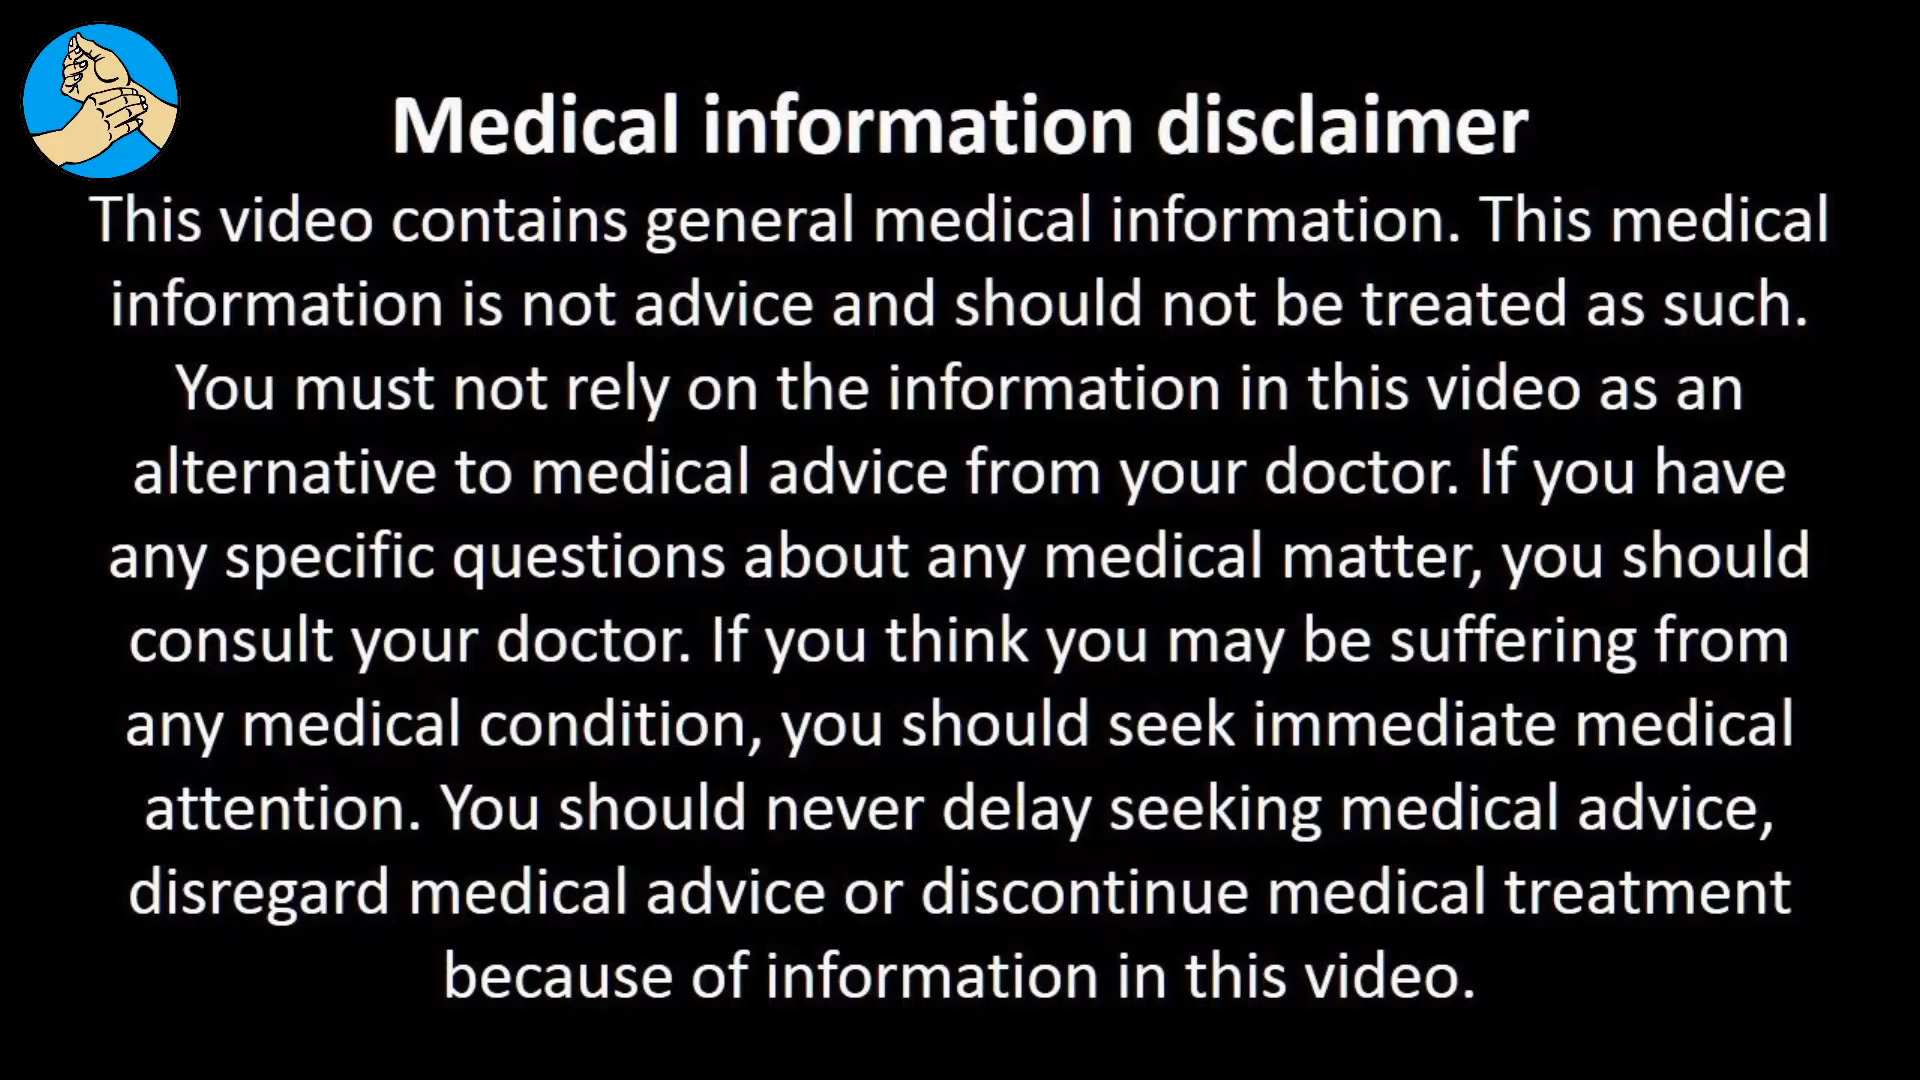 Medical information disclaimer
This video contains general medical information. This medical
information is not advice and should not be treated as such.
You must not rely on the information in this video as an
alternative to medical advice from your doctor. If you have
any specific questions about any medical matter, you should
consult your doctor. If you think you may be suffering from
any medical condition, you should seek immediate medical
attention. You should never delay seeking medical advice,
disregard medical advice or discontinue medical treatment
because of information in this video.